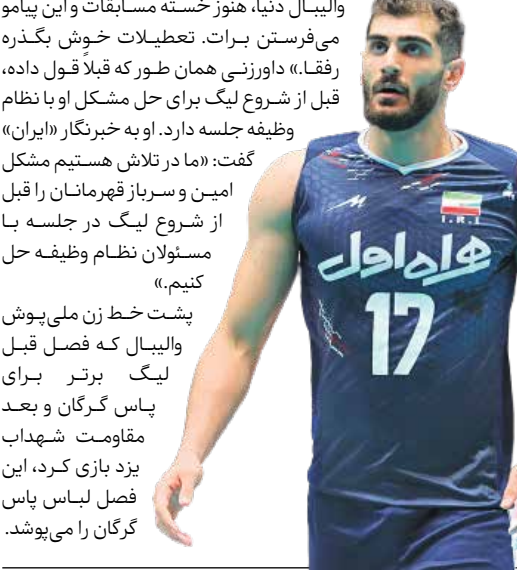 والیبال دنیا، هنوز خسته مسابقات و این پیامو
می‌فرستن برات. تعطیلات خوش بگذره
رفقا.» داورزنی همان طور که قبلاً قول داده،
قبل از شروع لیگ برای حل مشکل او با نظام
وظیفه جلسه دارد. او به خبرنگار «ایران»
گفت: «ما در تلاش هستیم مشکل
امین و سرباز قهرمانان را قبل
از شروع لیگ در جلسه با
مسئولان نظام وظیفه حل
کنیم.»
پشت خط زن ملی‌پوش
والیبال که فصل قبل
لیگ برتر برای
پاس گرگان و بعد
مقاومت شهداب
یزد بازی کرد، این
فصل لباس پاس
گرگان را می‌پوشد.
I.R.I
همراه اول
17